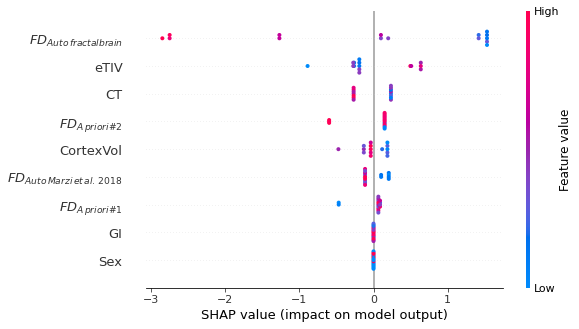 High
FD_Auto fractalbrain
eTIV
CT
FD_A priori#2
CortexVol
FD_Auto Marzi et al. 2018
FD_A priori#1
GI
Sex
Low
Feature value
−3 −2 −1 0 1
SHAP value (impact on model output)